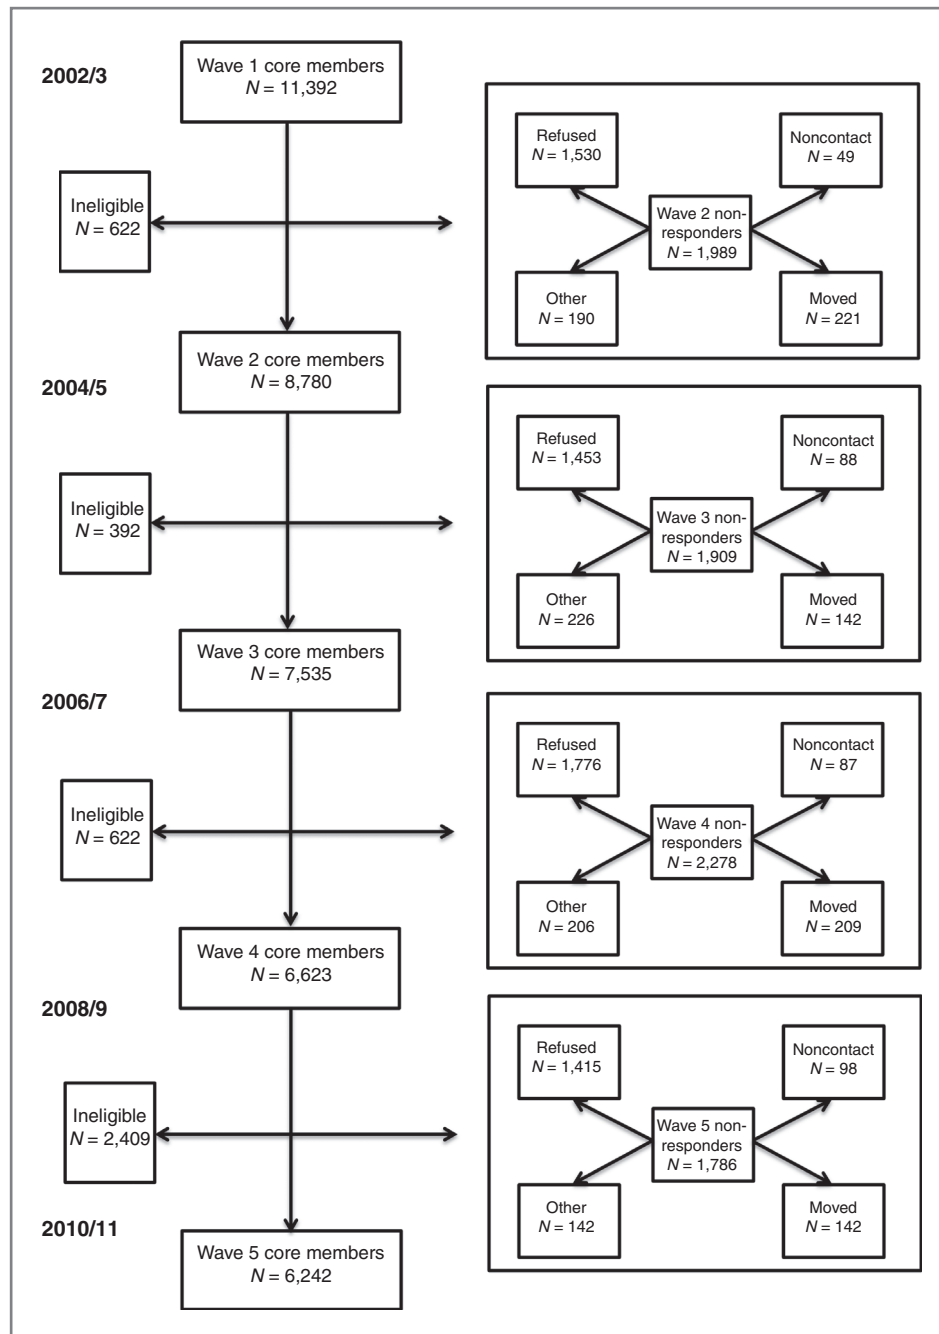 2002/3
Wave 1 core members
N = 11,392
Ineligible
N = 622
Refused
N = 1,530
Noncontact
N = 49
Wave 2 non-
responders
N = 1,989
Other
N = 190
Moved
N = 221
Wave 2 core members
N = 8,780
2004/5
Ineligible
N = 392
Refused
N = 1,453
Noncontact
N = 88
Wave 3 non-
responders
N = 1,909
Other
N = 226
Moved
N = 142
Wave 3 core members
N = 7,535
2006/7
Ineligible
N = 622
Refused
N = 1,776
Noncontact
N = 87
Wave 4 non-
responders
N = 2,278
Other
N = 206
Moved
N = 209
Wave 4 core members
N = 6,623
2008/9
Ineligible
N = 2,409
Refused
N = 1,415
Noncontact
N = 98
Wave 5 non-
responders
N = 1,786
Other
N = 142
Moved
N = 142
2010/11
Wave 5 core members
N = 6,242